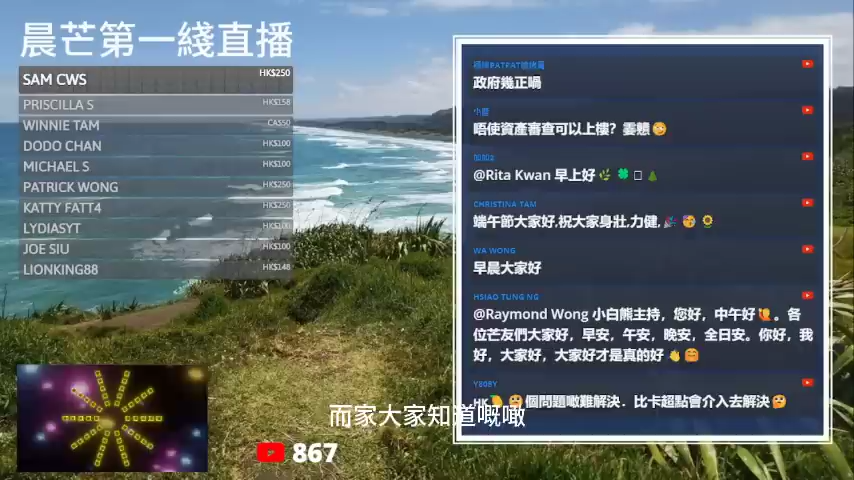 晨芒第一綫直播
SAM CWS HK$250
PRISCILLA S HK$158
WINNIE TAM CA$50
DODO CHAN HK$100
MICHAEL S HK$100
PATRICK WONG HK$250
KATTY FATT4 HK$250
LYDIASYT
JOE SIU HK$100
LIONKING88 HK$148
政府幾正喎
唔使資產審查可以上樓？雲戇🤨
@Rita Kwan 早上好🌿 🍀 🌲
CHRISTINA TAM
端午節大家好,祝大家身壯,力健,🎉 🥳 🌻
WA WONG
早晨大家好
HSIAO TUNG NG
@Raymond Wong 小白熊主持，您好，中午好🙋。各
位芒友們大家好，早安，午安，晚安，全日安。你好，我
好，大家好，大家好才是真的好 👋 🤗
個問題噉難解決．比卡超點會介入去解決🤔
而家大家知道嘅噉
867